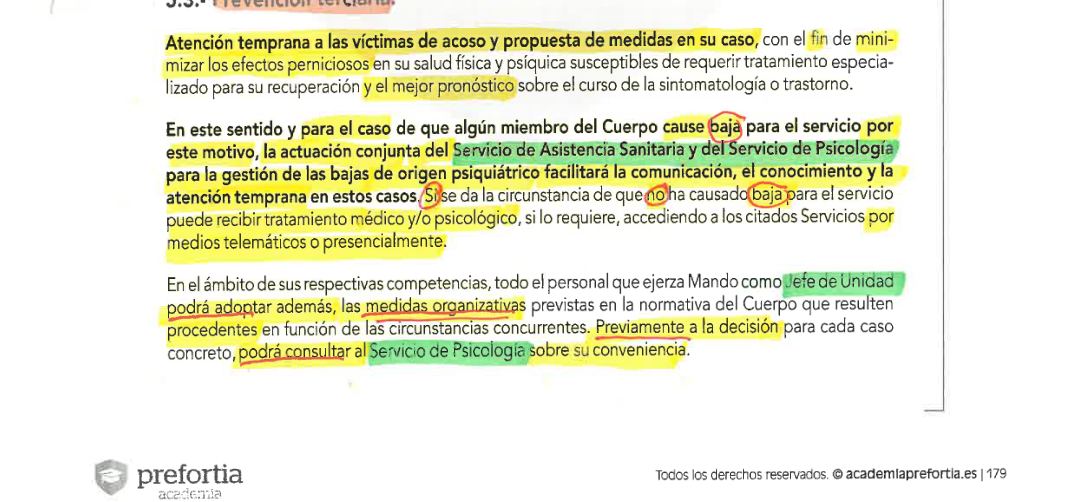 5.3.- Prevención terciaria.
Atención temprana a las víctimas de acoso y propuesta de medidas en su caso, con el fin de mini-
mizar los efectos perniciosos en su salud física y psíquica susceptibles de requerir tratamiento especia-
lizado para su recuperación y el mejor pronóstico sobre el curso de la sintomatología o trastorno.
En este sentido y para el caso de que algún miembro del Cuerpo cause baja para el servicio por
este motivo, la actuación conjunta del Servicio de Asistencia Sanitaria y del Servicio de Psicología
para la gestión de las bajas de origen psiquiátrico facilitará la comunicación, el conocimiento y la
atención temprana en estos casos. Si se da la circunstancia de que no ha causado baja para el servicio
puede recibir tratamiento médico y/o psicológico, si lo requiere, accediendo a los citados Servicios por
medios telemáticos o presencialmente.
En el ámbito de sus respectivas competencias, todo el personal que ejerza Mando como Jefe de Unidad
podrá adoptar además, las medidas organizativas previstas en la normativa del Cuerpo que resulten
procedentes en función de las circunstancias concurrentes. Previamente a la decisión para cada caso
concreto, podrá consultar al Servicio de Psicología sobre su conveniencia.
prefortia
academia
Todos los derechos reservados. © academiaprefortia.es | 179